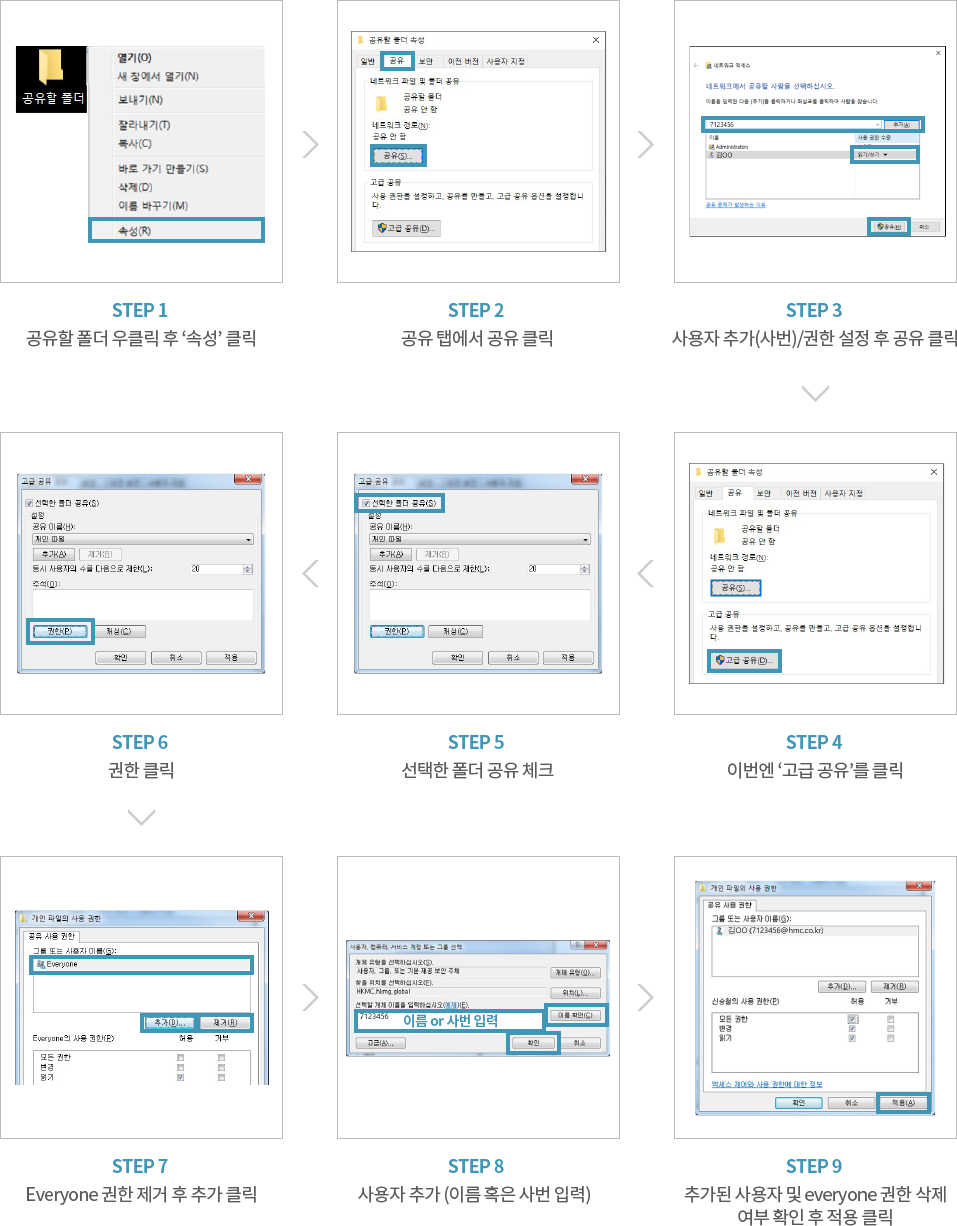 공유할 폴더
열기(O)
새 창에서 열기(N)
보내기(N)
잘라내기(T)
복사(C)
바로 가기 만들기(S)
삭제(D)
이름 바꾸기(M)
속성(R)
STEP 1
공유할 폴더 우클릭 후 ‘속성’ 클릭
공유할 폴더 속성
일반 공유 보안 이전 버전 사용자 지정
네트워크 파일 및 폴더 공유
공유할 폴더
공유 안 함
네트워크 경로(N):
공유 안 함
공유(S)...
고급 공유
사용 권한을 설정하고, 공유를 만들고, 고급 공유 옵션을 설정합니
다.
고급 공유(D)...
STEP 2
공유 탭에서 공유 클릭
네트워크 액세스
네트워크에서 공유할 사람을 선택하십시오.
이름을 입력한 다음 [추가]를 클릭하거나 화살표를 클릭하여 사람을 찾습니다.
7123456 추가(A)
이름 사용 권한 수준
Administrators
김OO 읽기/쓰기
공유 문제가 발생하는 이유
공유(H) 취소
STEP 3
사용자 추가(사번)/권한 설정 후 공유 클릭
공유할 폴더 속성
일반 공유 보안 이전 버전 사용자 지정
네트워크 파일 및 폴더 공유
공유할 폴더
공유 안 함
네트워크 경로(N):
공유 안 함
공유(S)...
고급 공유
사용 권한을 설정하고, 공유를 만들고, 고급 공유 옵션을 설정합니
다.
고급 공유(D)...
STEP 4
이번엔 ‘고급 공유’를 클릭
고급 공유
선택한 폴더 공유(S)
설정
공유 이름(H):
개인 파일
추가(A) 제거(R)
동시 사용자의 수를 다음으로 제한(L): 20
주석(O):
권한(P) 캐싱(C)
확인 취소 적용
STEP 5
선택한 폴더 공유 체크
고급 공유
선택한 폴더 공유(S)
설정
공유 이름(H):
개인 파일
추가(A) 제거(R)
동시 사용자의 수를 다음으로 제한(L): 20
주석(O):
권한(P) 캐싱(C)
확인 취소 적용
STEP 6
권한 클릭
개인 파일의 사용 권한
공유 사용 권한
그룹 또는 사용자 이름(G):
Everyone
추가(D)... 제거(R)
Everyone의 사용 권한(P) 허용 거부
모든 권한
변경
읽기
STEP 7
Everyone 권한 제거 후 추가 클릭
사용자, 컴퓨터, 서비스 계정 또는 그룹 선택
개체 유형을 선택하십시오(S).
사용자, 그룹, 또는 기본 제공 보안 주체 개체 유형(O)...
찾을 위치를 선택하십시오(F).
HKMC.hkmg.global 위치(L)...
선택할 개체 이름을 입력하십시오(예제)(E).
7123456 이름 or 사번 입력 이름 확인(C)
고급(A)... 확인 취소
STEP 8
사용자 추가 (이름 혹은 사번 입력)
개인 파일의 사용 권한
공유 사용 권한
그룹 또는 사용자 이름(G):
김OO (7123456@hmc.co.kr)
추가(D)... 제거(R)
신승철의 사용 권한(P) 허용 거부
모든 권한
변경
읽기
액세스 제어와 사용 권한에 대한 정보
확인 취소 적용(A)
STEP 9
추가된 사용자 및 everyone 권한 삭제
여부 확인 후 적용 클릭